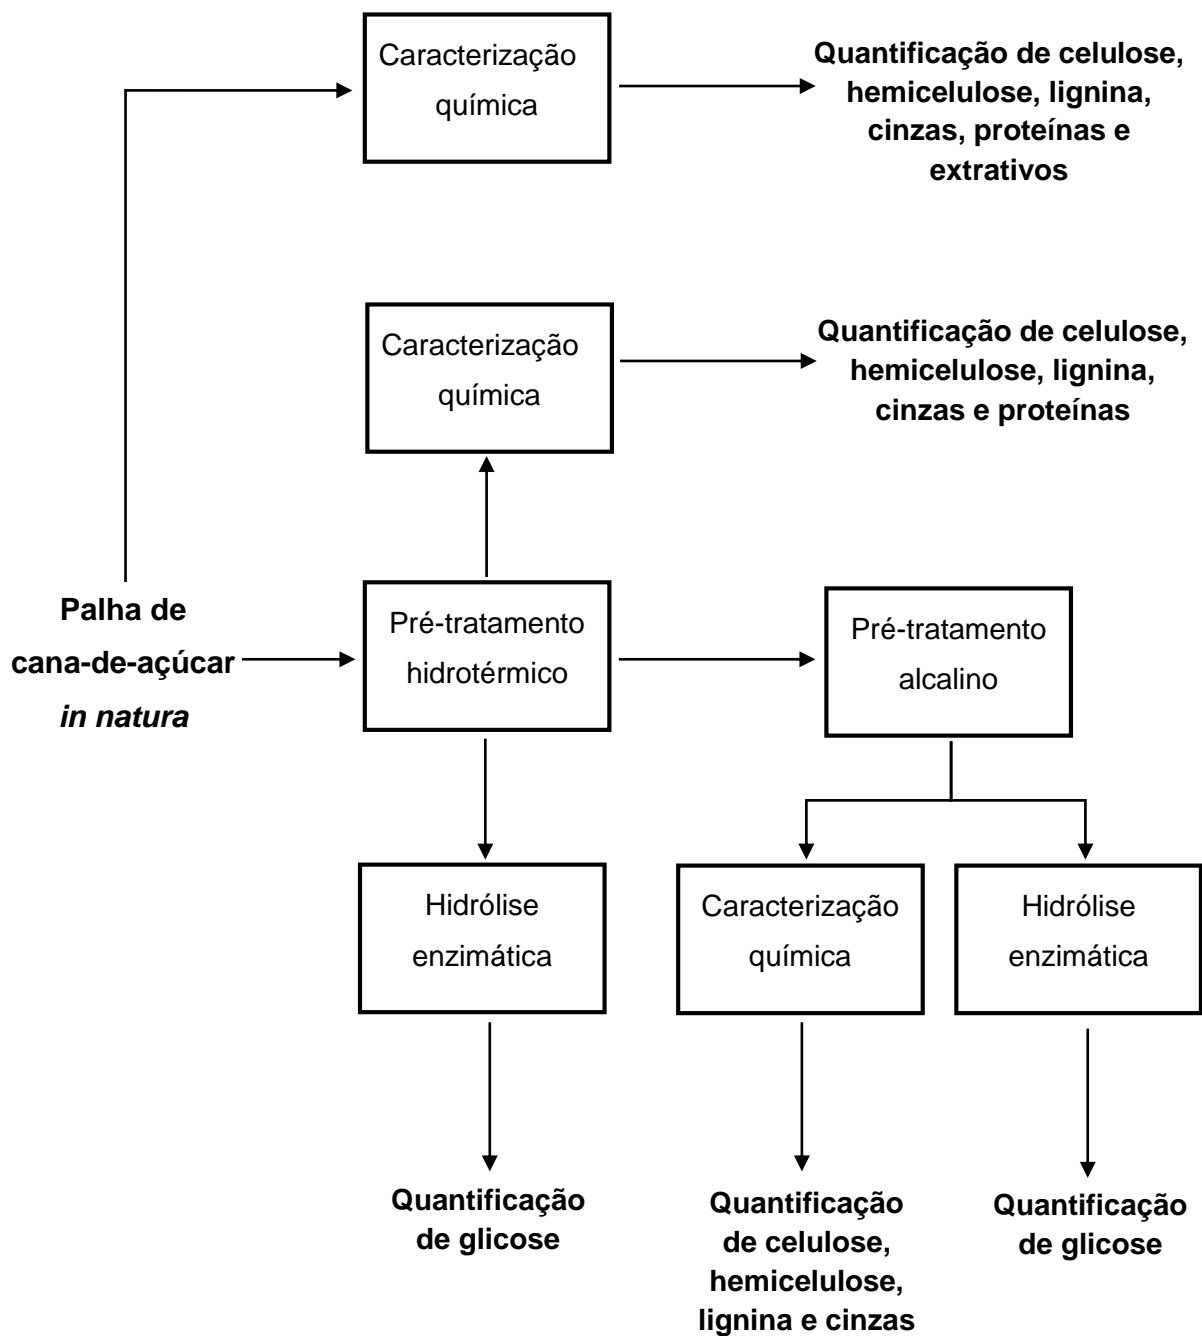 Caracterização
química
Quantificação de celulose,
hemicelulose, lignina,
cinzas, proteínas e
extrativos
Caracterização
química
Quantificação de celulose,
hemicelulose, lignina,
cinzas e proteínas
Palha de
cana-de-açúcar
in natura
Pré-tratamento
hidrotérmico
Pré-tratamento
alcalino
Hidrólise
enzimática
Caracterização
química
Hidrólise
enzimática
Quantificação
de glicose
Quantificação
de celulose,
hemicelulose,
lignina e cinzas
Quantificação
de glicose